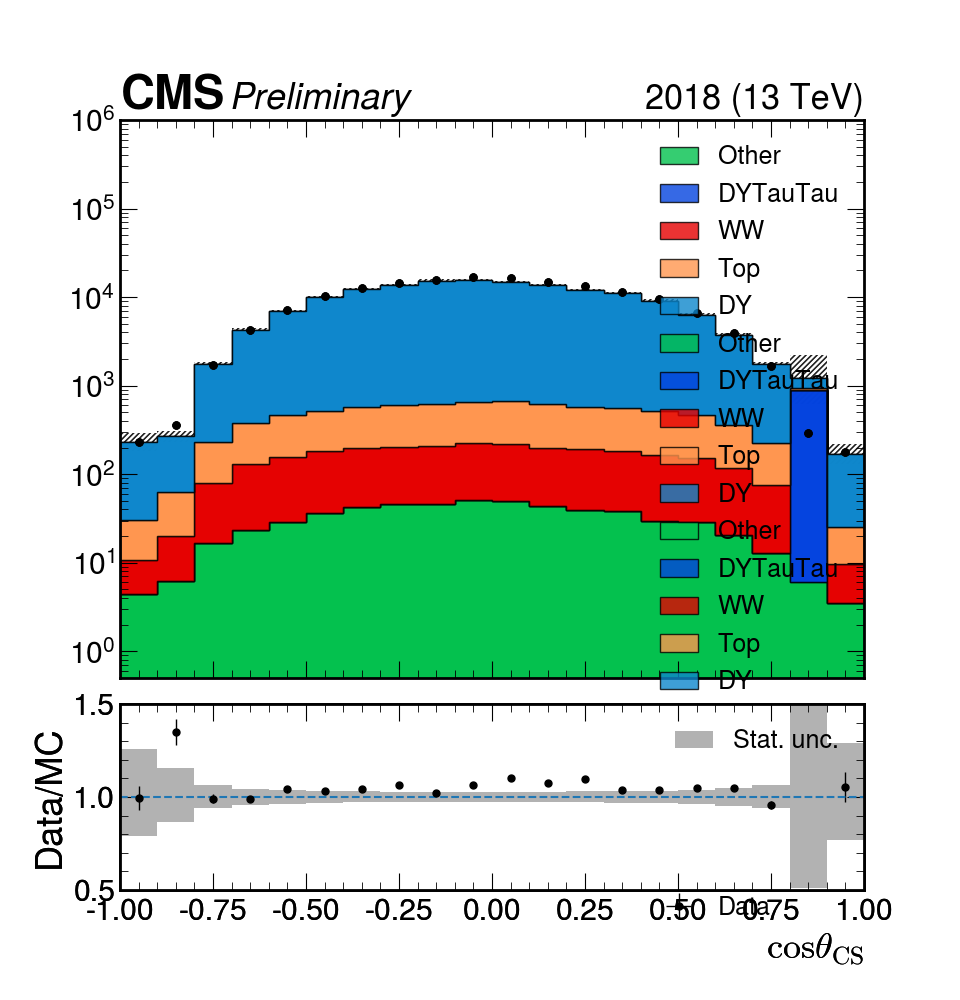 CMS Preliminary 2018 (13 TeV)
10^6
10^5
10^4
10^3
10^2
10^1
10^0
Other
DYTauTau
WW
Top
DY
Other
DYTauTau
WW
Top
DY
Other
DYTauTau
WW
Top
DY
Data/MC
1.5
1.0
0.5
Stat. unc.
-1.00 -0.75 -0.50 -0.25 0.00 0.25 0.50 0.75 1.00
Data
cosθ_CS